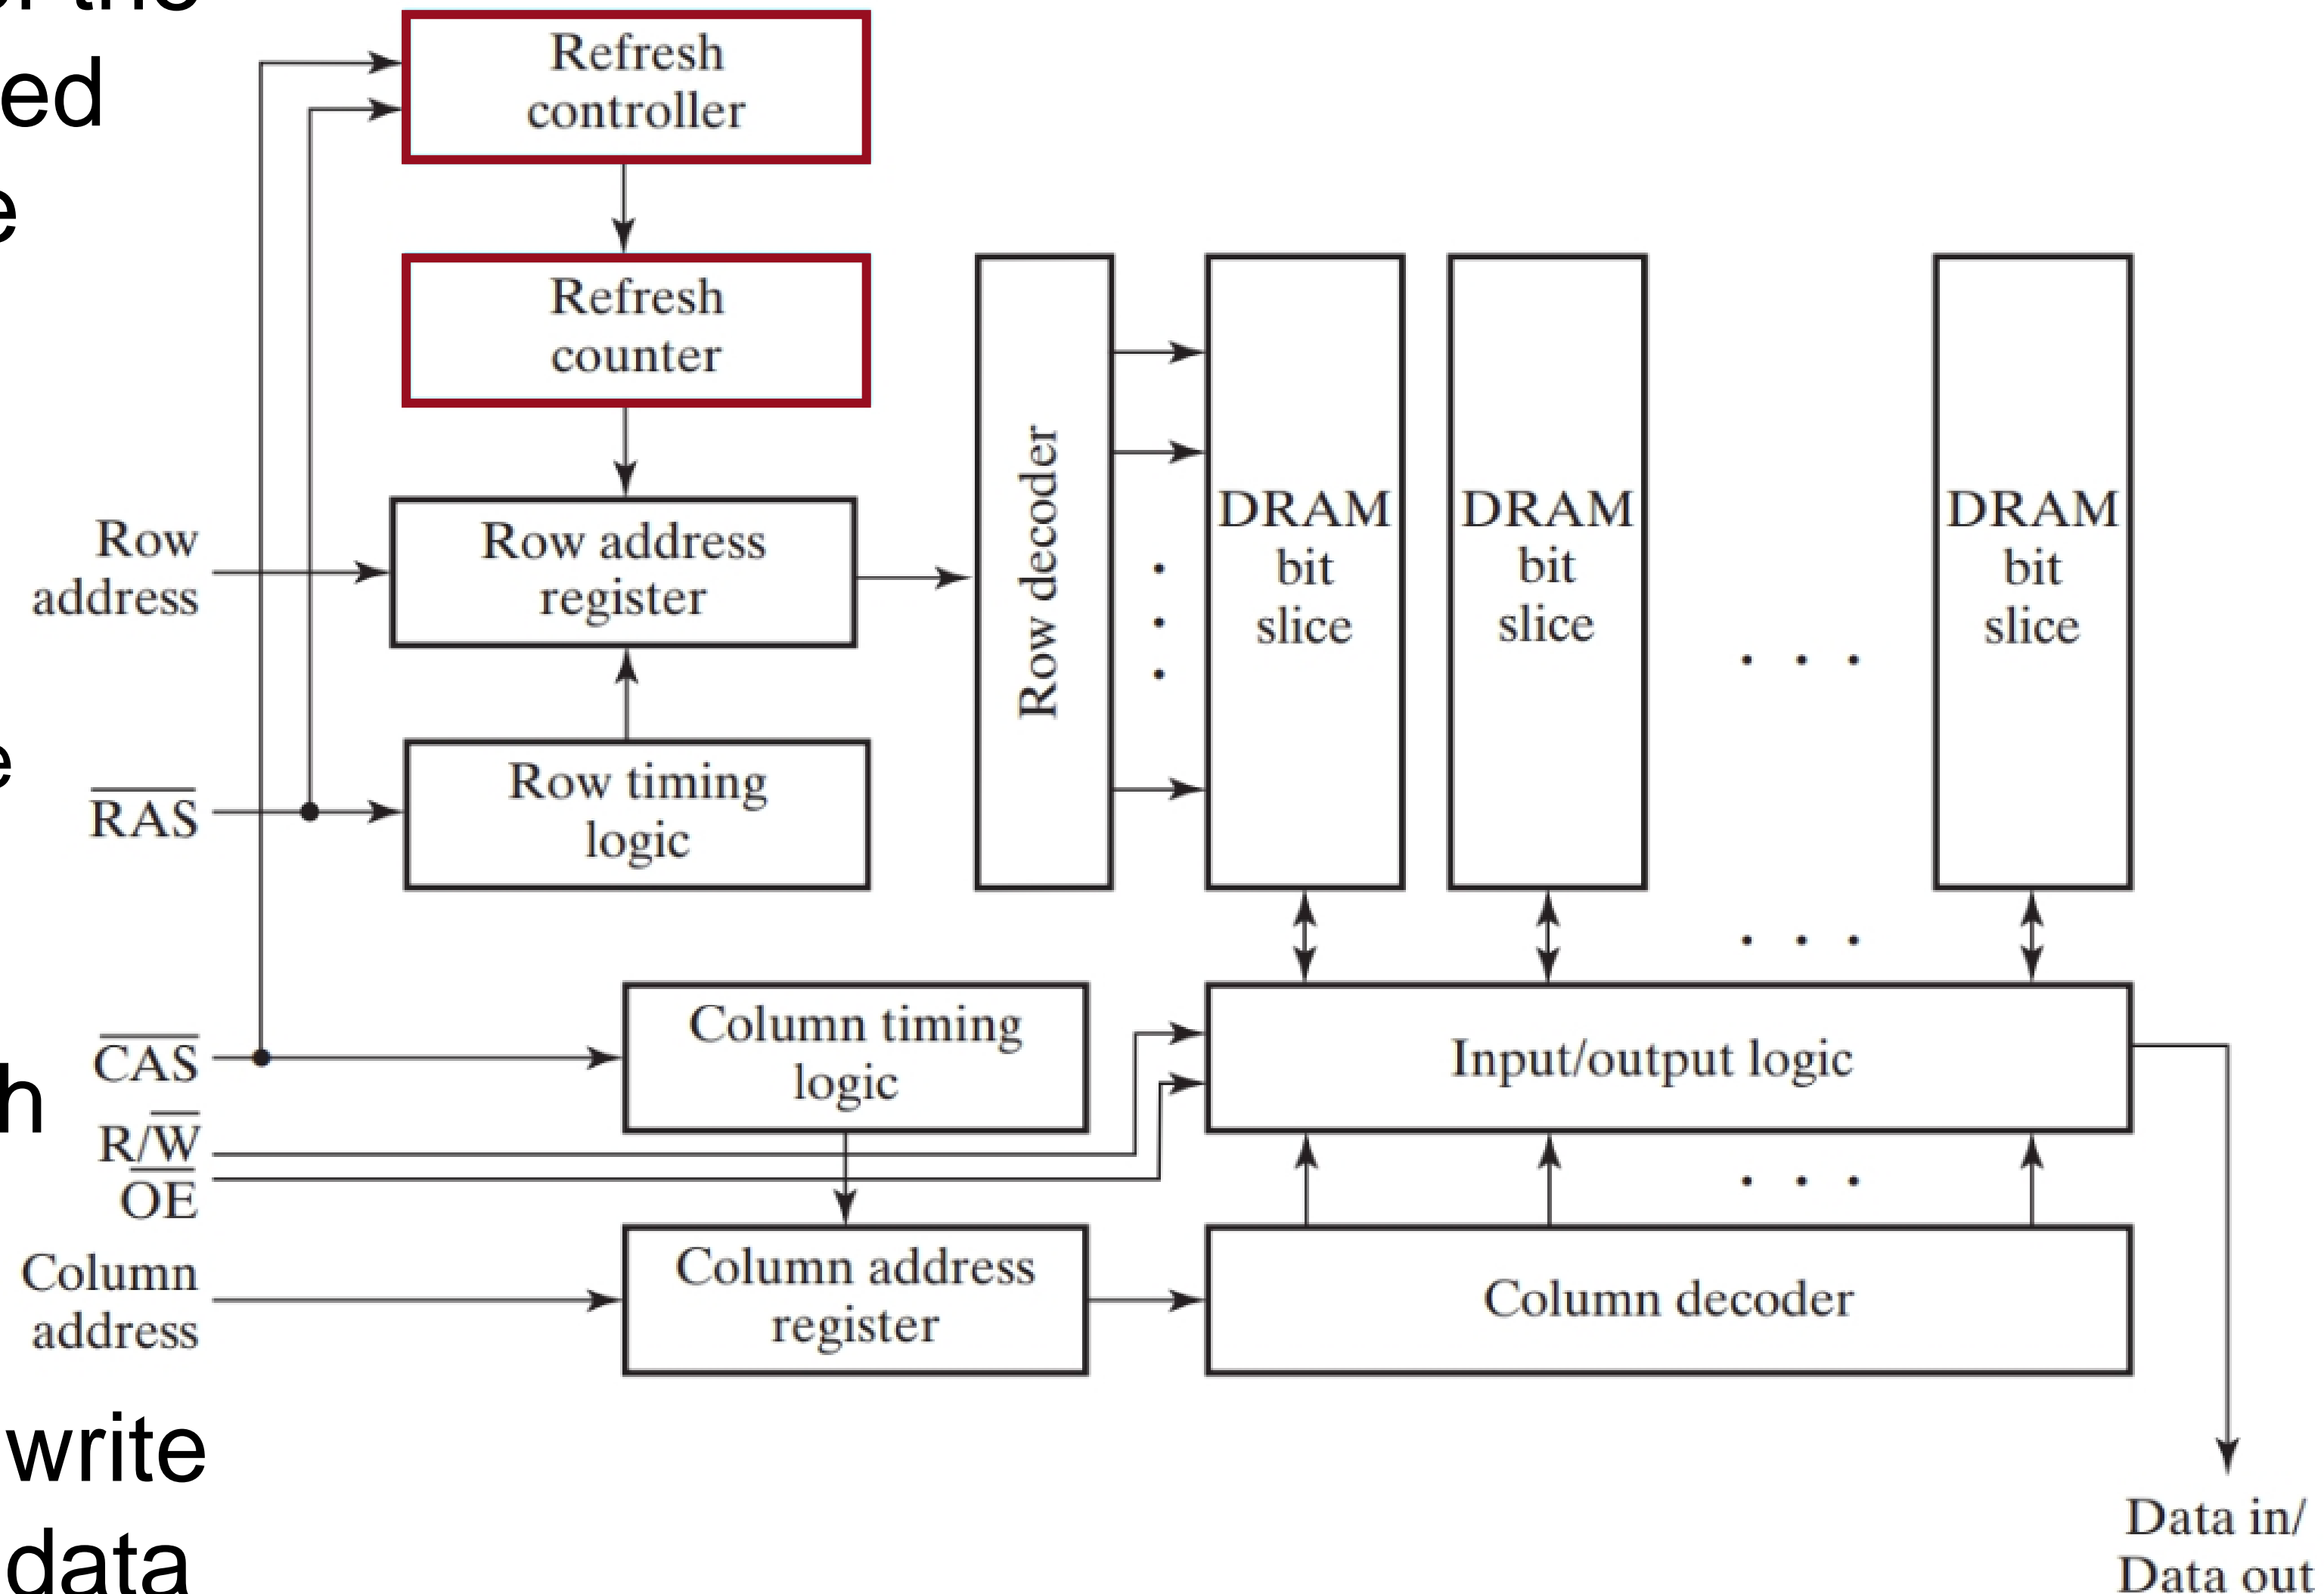 of the
ed
e
e
h
write
data
Refresh
controller
Refresh
counter
Row address
register
Row timing
logic
Row
address
RAS
CAS
R/W
OE
Column
address
Column timing
logic
Column address
register
Row decoder
DRAM
bit
slice
DRAM
bit
slice
. . .
DRAM
bit
slice
Input/output logic
Column decoder
Data in/
Data out